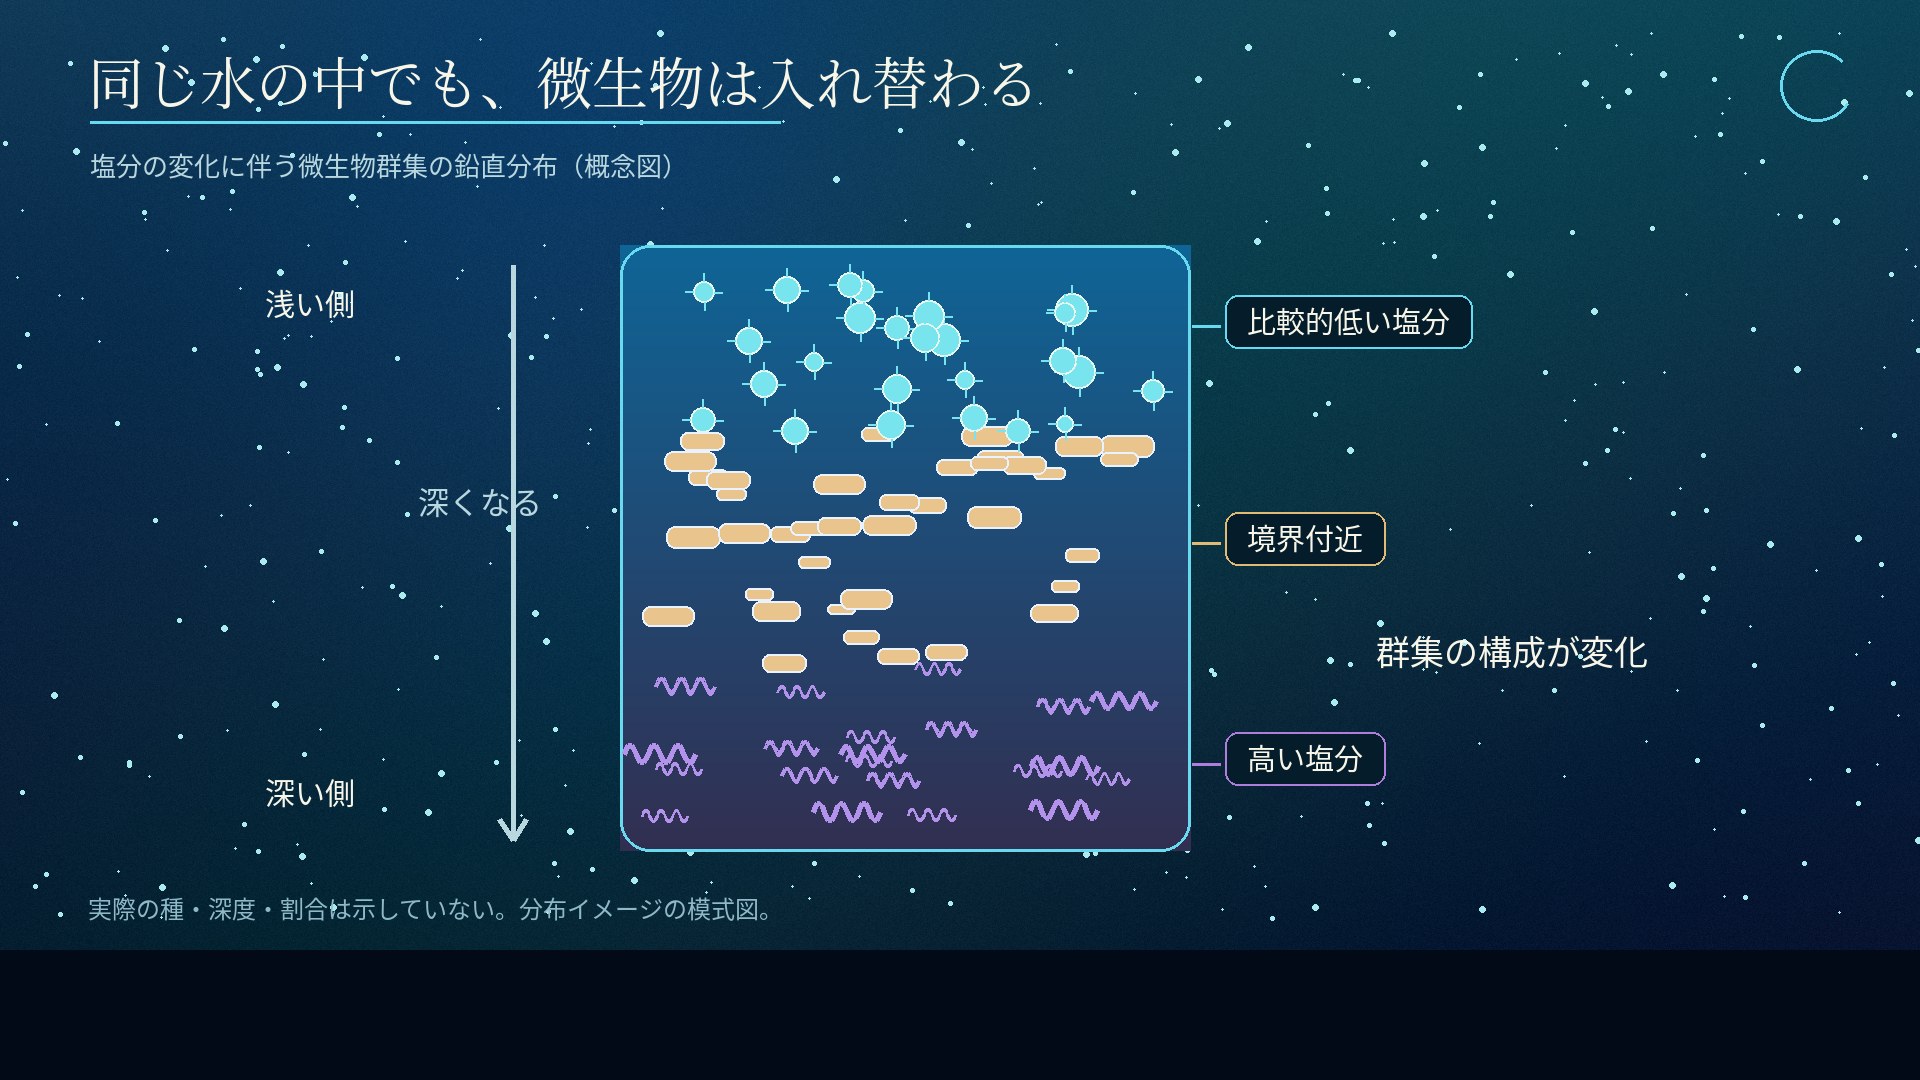 同じ水の中でも、微生物は入れ替わる
塩分の変化に伴う微生物群集の鉛直分布（概念図）
浅い側
比較的低い塩分
深くなる
境界付近
群集の構成が変化
高い塩分
深い側
実際の種・深度・割合は示していない。分布イメージの模式図。